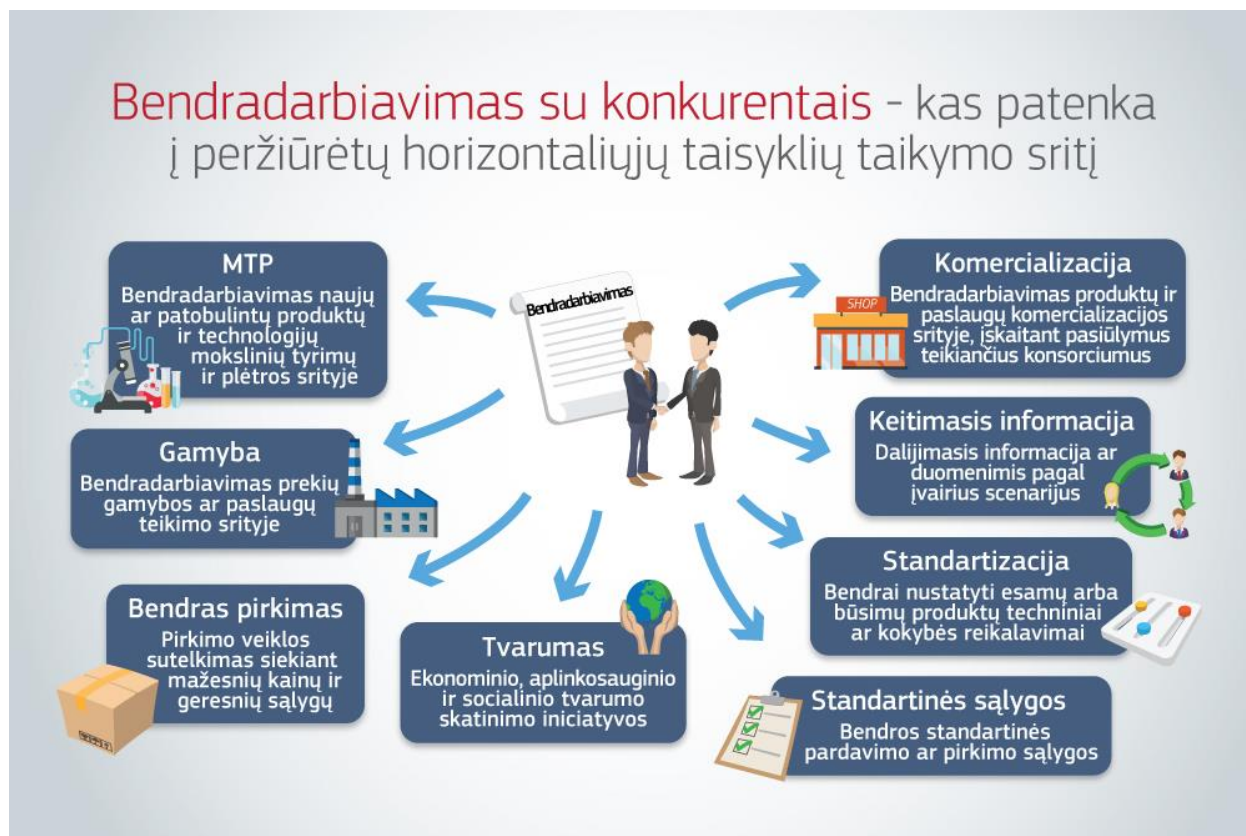 Bendradarbiavimas su konkurentais - kas patenka
į peržiūrėtų horizontaliųjų taisyklių taikymo sritį
MTP
Bendradarbiavimas naujų
ar patobulintų produktų
ir technologijų
mokslinių tyrimų
ir plėtros srityje
Gamyba
Bendradarbiavimas prekių
gamybos ar paslaugų
teikimo srityje
Bendras pirkimas
Pirkimo veiklos
sutelkimas siekiant
mažesnių kainų ir
geresnių sąlygų
Bendradarbiavimas
Tvarumas
Ekonominio, aplinkosauginio
ir socialinio tvarumo
skatinimo iniciatyvos
Komercializacija
SHOP
Bendradarbiavimas produktų ir
paslaugų komercializacijos
srityje, įskaitant pasiūlymus
teikiančius konsorciumus
Keitimasis informacija
Dalijimasis informacija ar
duomenimis pagal
įvairius scenarijus
Standartizacija
Bendrai nustatyti esamų arba
būsimų produktų techniniai
ar kokybės reikalavimai
Standartinės sąlygos
Bendros standartinės
pardavimo ar pirkimo sąlygos